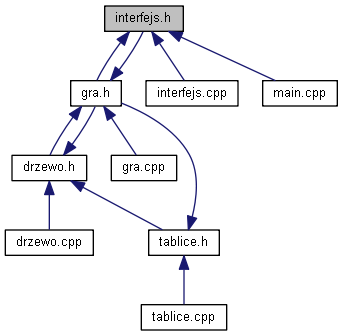 interfejs.h
gra.h
interfejs.cpp
main.cpp
drzewo.h
gra.cpp
drzewo.cpp
tablice.h
tablice.cpp